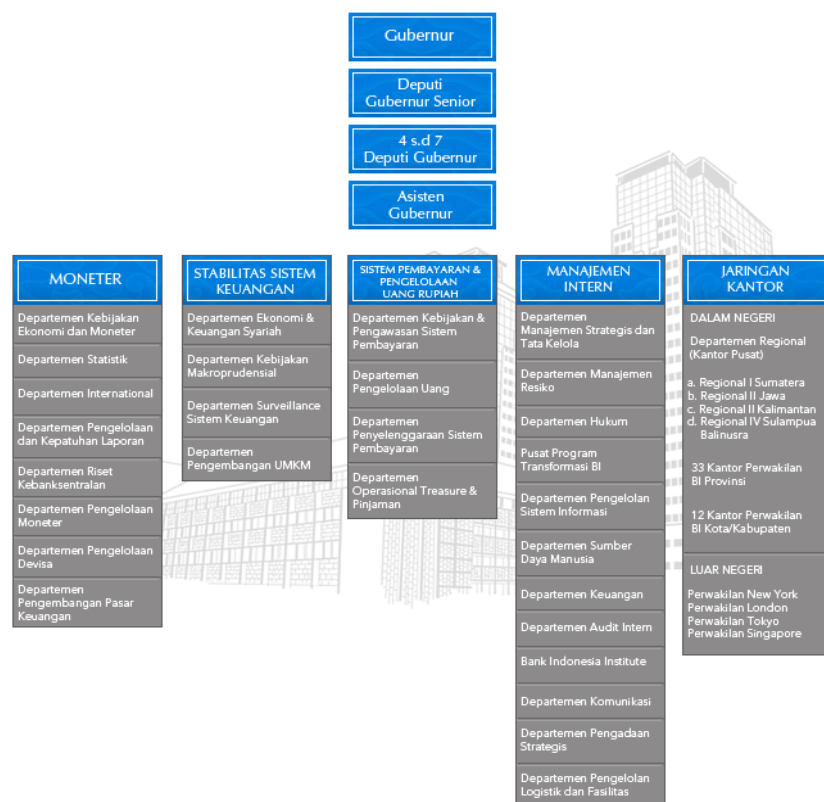 Gubernur
Deputi
Gubernur Senior
4 s.d 7
Deputi Gubernur
Asisten
Gubernur
MONETER
Departemen Kebijakan
Ekonomi dan Moneter
Departemen Statistik
Departemen International
Departemen Pengelolaan
dan Kepatuhan Laporan
Departemen Riset
Kebanksentralan
Departemen Pengelolaan
Moneter
Departemen Pengelolaan
Devisa
Departemen
Pengembangan Pasar
Keuangan
STABILITAS SISTEM
KEUANGAN
Departemen Ekonomi &
Keuangan Syariah
Departemen Kebijakan
Makroprudensial
Departemen Surveillance
Sistem Keuangan
Departemen
Pengembangan UMKM
SISTEM PEMBAYARAN &
PENGELOLAAN
UANG RUPIAH
Departemen Kebijakan &
Pengawasan Sistem
Pembayaran
Departemen
Pengelolaan Uang
Departemen
Penyelenggaraan Sistem
Pembayaran
Departemen
Operasional Treasure &
Pinjaman
MANAJEMEN
INTERN
Departemen
Manajemen Strategis dan
Tata Kelola
Departemen Manajemen
Resiko
Departemen Hukum
Pusat Program
Transformasi BI
Departemen Pengelolan
Sistem Informasi
Departemen Sumber
Daya Manusia
Departemen Keuangan
Departemen Audit Intern
Bank Indonesia Institute
Departemen Komunikasi
Departemen Pengadaan
Strategis
Departemen Pengelolan
Logistik dan Fasilitas
JARINGAN
KANTOR
DALAM NEGERI
Departemen Regional
(Kantor Pusat)
a. Regional I Sumatera
b. Regional II Jawa
c. Regional II Kalimantan
d. Regional IV Sulampua
Balinusra
33 Kantor Perwakilan
BI Provinsi
12 Kantor Perwakilan
BI Kota/Kabupaten
LUAR NEGERI
Perwakilan New York
Perwakilan London
Perwakilan Tokyo
Perwakilan Singapore